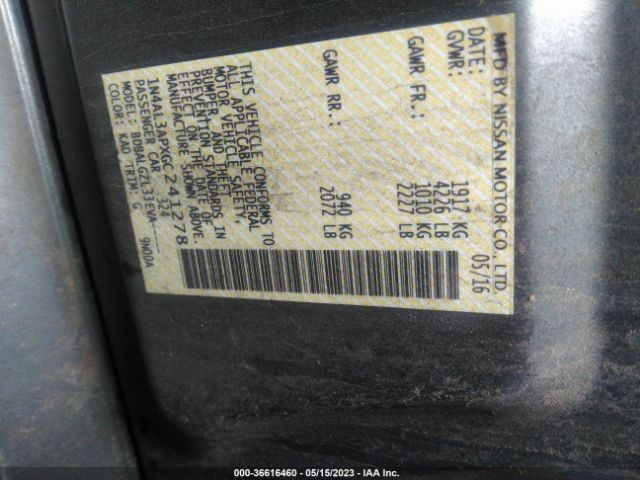 MFD BY NISSAN MOTOR CO., LTD.
DATE: 05/16
GVWR: 1917 KG
4226 LB
GAWR FR.: 1010 KG
2227 LB
GAWR RR.: 940 KG
2072 LB
THIS VEHICLE CONFORMS TO
ALL APPLICABLE FEDERAL
MOTOR VEHICLE SAFETY,
BUMPER, AND THEFT
PREVENTION STANDARDS IN
EFFECT ON THE DATE OF
MANUFACTURE SHOWN ABOVE.
1N4AL3APXGC241278
PASSENGER CAR 324
MODEL: BDBALGZL33EVA-----
COLOR: KAD TRIM: G 9N00A
000-36616460 - 05/15/2023 - IAA Inc.